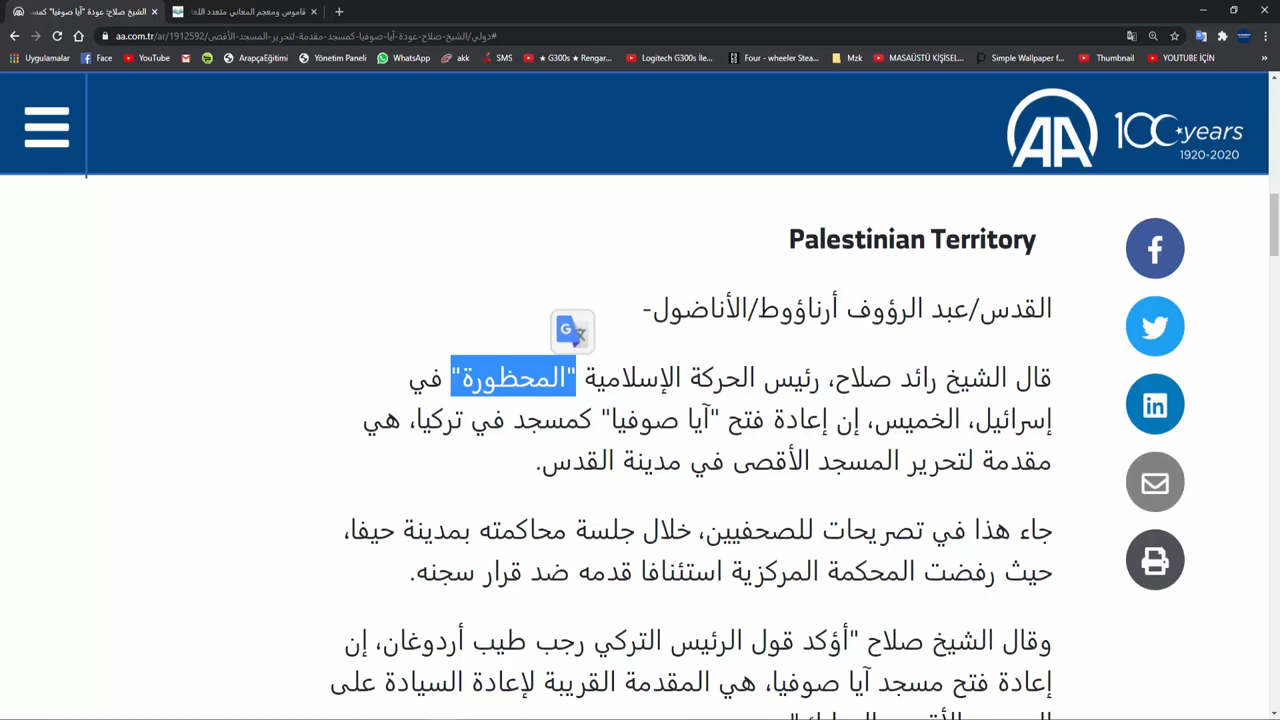 الشيخ صلاح: عودة "آيا صوفيا" كمسـ
قاموس ومعجم المعاني متعدد اللغا
aa.com.tr/ar/دولي/الشيخ-صلاح-عودة-آيا-صوفيا-كمسجد-مقدمة-لتحرير-المسجد-الأقصى/1912592#
Uygulamalar Face YouTube ArapçaEğitimi Yönetim Paneli WhatsApp akk SMS ★ G300s ★ Rengar... Logitech G300s İle... Four - wheeler Stea... Mzk MASAÜSTÜ KİŞİSEL... Simple Wallpaper f... Thumbnail YOUTUBE İÇİN »
AA 100 years
1920-2020
Palestinian Territory
القدس/عبد الرؤوف أرناؤوط/الأناضول-
قال الشيخ رائد صلاح، رئيس الحركة الإسلامية "المحظورة" في
إسرائيل، الخميس، إن إعادة فتح "آيا صوفيا" كمسجد في تركيا، هي
مقدمة لتحرير المسجد الأقصى في مدينة القدس.
جاء هذا في تصريحات للصحفيين، خلال جلسة محاكمته بمدينة حيفا،
حيث رفضت المحكمة المركزية استئنافا قدمه ضد قرار سجنه.
وقال الشيخ صلاح "أؤكد قول الرئيس التركي رجب طيب أردوغان، إن
إعادة فتح مسجد آيا صوفيا، هي المقدمة القريبة لإعادة السيادة على